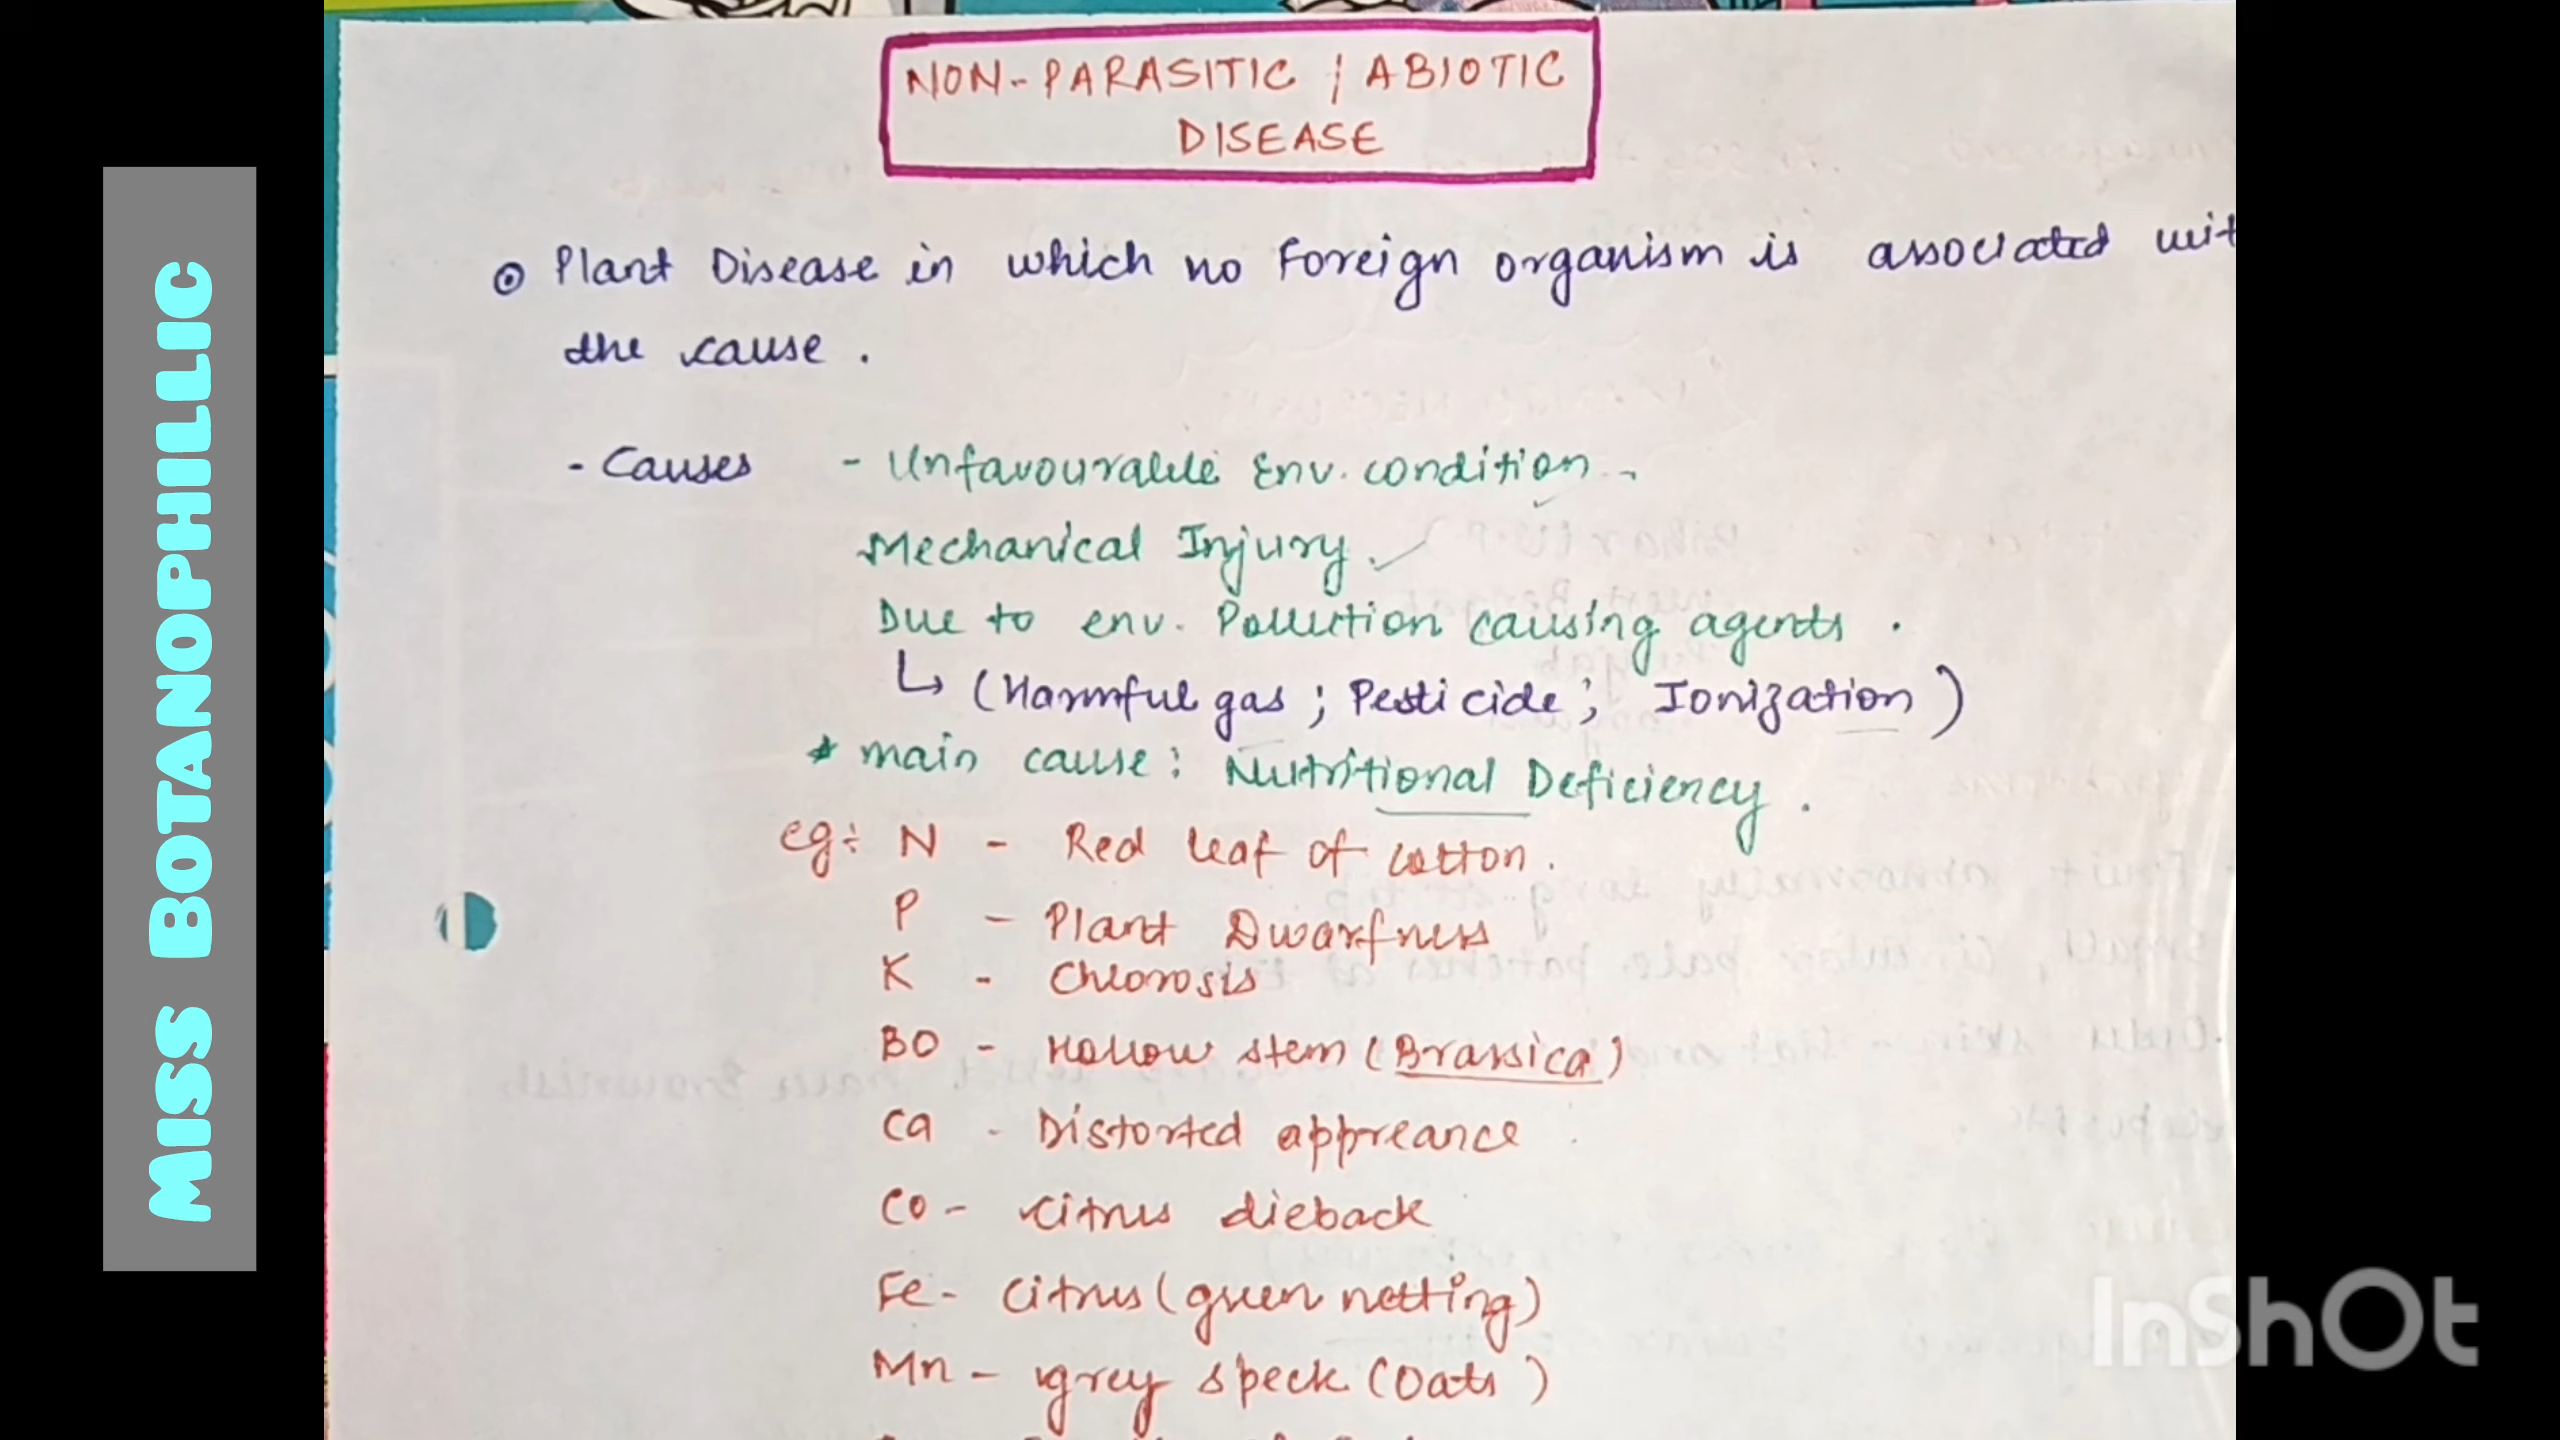 MISS BOTANOPHILLIC
NON-PARASITIC / ABIOTIC
DISEASE
Plant Disease in which no Foreign organism is associated wit
the cause.
- Causes - Unfavourable Env. condition -
Mechanical Injury.
Due to env. Pollution causing agents.
(Harmful gas; Pesticide; Ionization)
* main cause: Nutritional Deficiency.
eg: N - Red leaf of cotton.
P - Plant Dwarfness
K - Chlorosis
BO - Hollow stem (Brassica)
Ca - Distorted appreance
CO - citrus dieback
Fe - Citrus (green netting)
Mn - grey speck (Oats)
InShOt